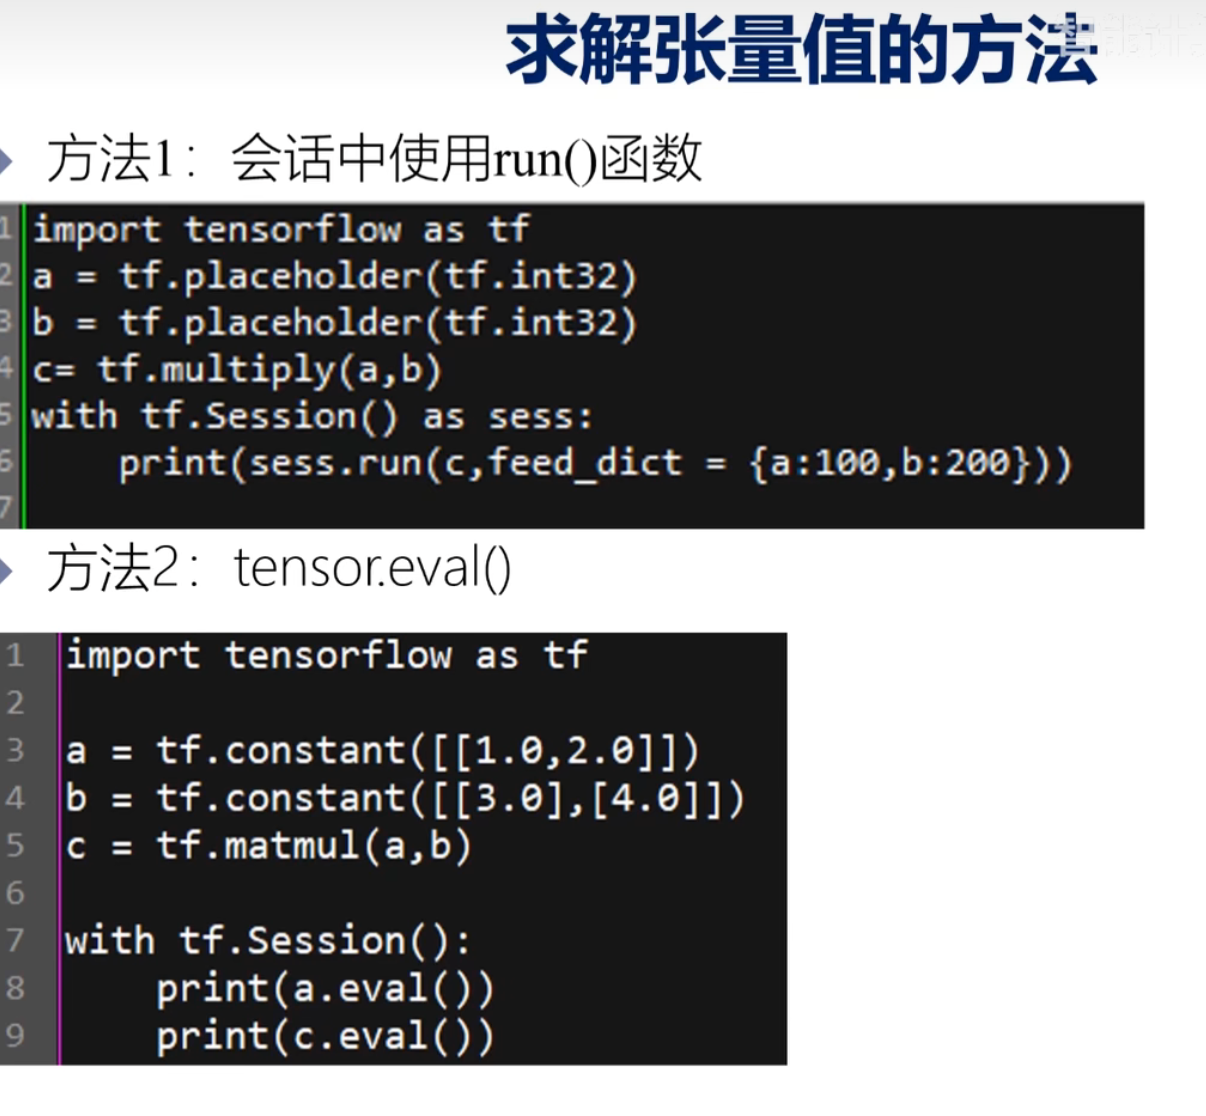 智能计
求解张量值的方法
方法1：会话中使用run()函数
1 import tensorflow as tf
2 a = tf.placeholder(tf.int32)
3 b = tf.placeholder(tf.int32)
4 c= tf.multiply(a,b)
5 with tf.Session() as sess:
6 print(sess.run(c,feed_dict = {a:100,b:200}))
7
方法2：tensor.eval()
1 import tensorflow as tf
2
3 a = tf.constant([[1.0,2.0]])
4 b = tf.constant([[3.0],[4.0]])
5 c = tf.matmul(a,b)
6
7 with tf.Session():
8 print(a.eval())
9 print(c.eval())